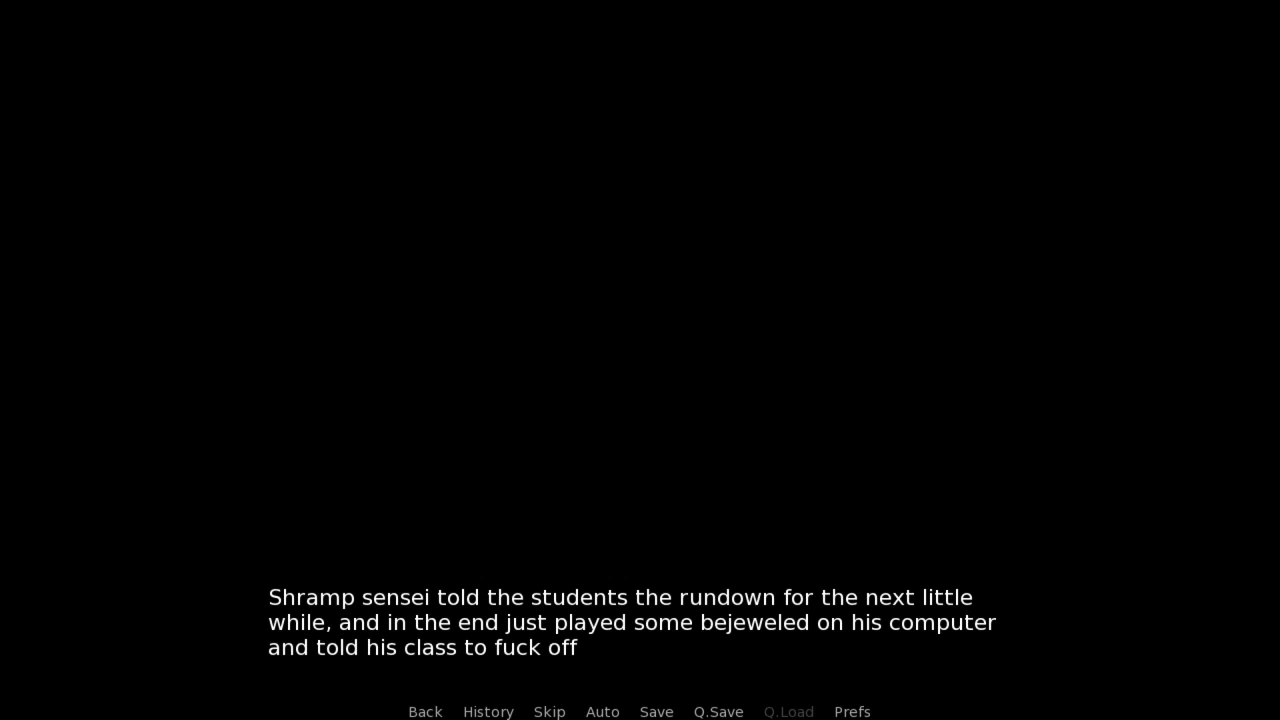 Shramp sensei told the students the rundown for the next little
while, and in the end just played some bejeweled on his computer
and told his class to fuck off
Back History Skip Auto Save Q.Save Q.Load Prefs